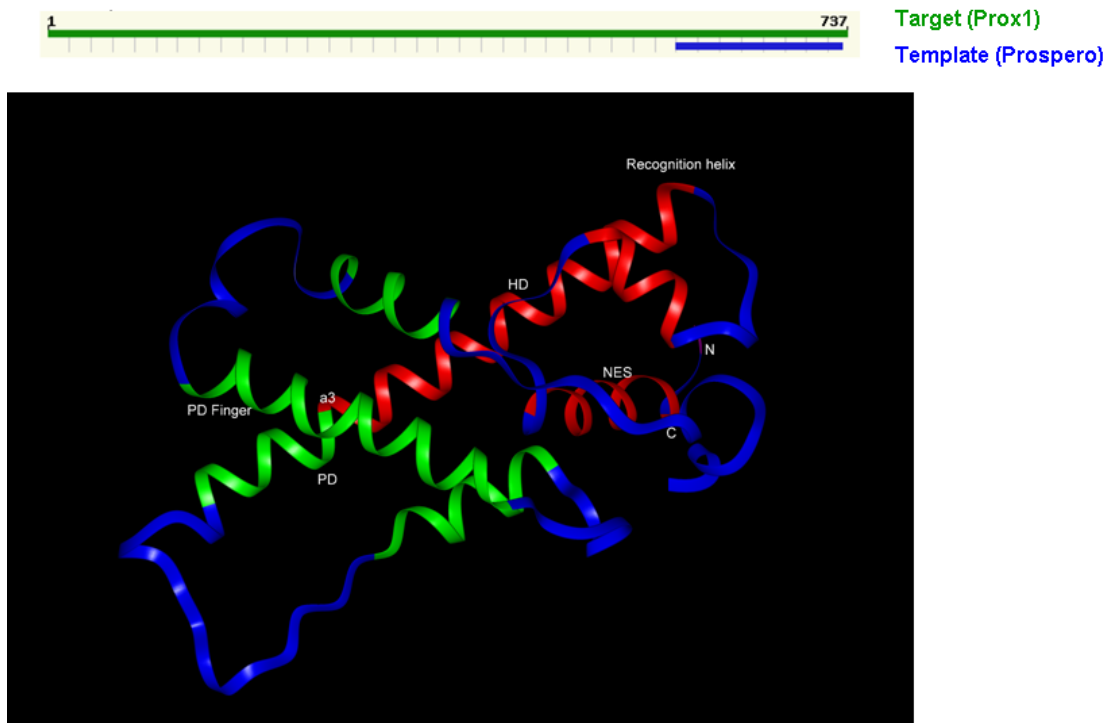 1 737
Target (Prox1)
Template (Prospero)
Recognition helix
HD
N
NES
a3
PD Finger
C
PD